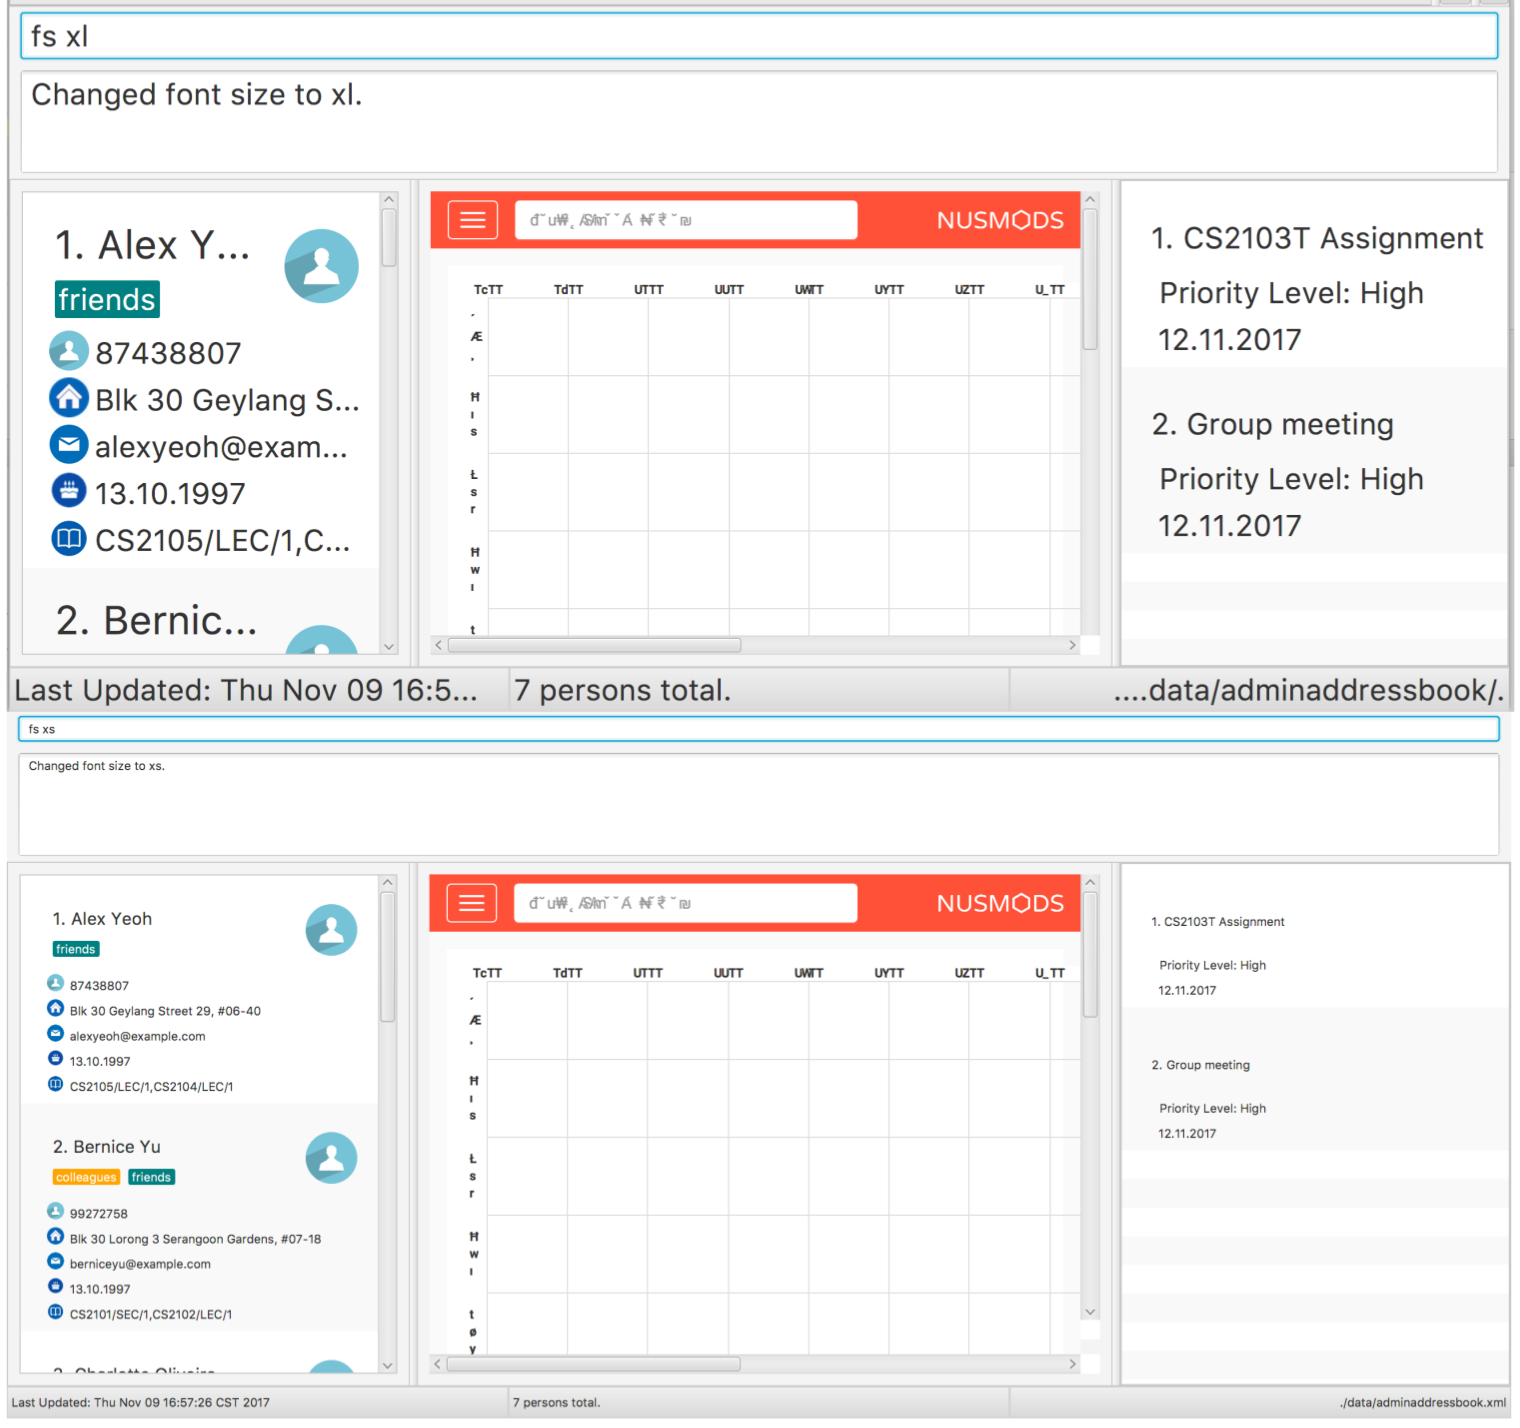 fs xl
Changed font size to xl.
1. Alex Y...
friends
87438807
Blk 30 Geylang S...
alexyeoh@exam...
13.10.1997
CS2105/LEC/1,C...
2. Bernic...
NUSMODS
TcTT TdTT UTTT UUTT UWTT UYTT UZTT U_TT
Æ
Ħ
ı
s
Ł
s
r
Ħ
w
ı
t
1. CS2103T Assignment
Priority Level: High
12.11.2017
2. Group meeting
Priority Level: High
12.11.2017
Last Updated: Thu Nov 09 16:5...
7 persons total.
....data/adminaddressbook/.
fs xs
Changed font size to xs.
1. Alex Yeoh
friends
87438807
Blk 30 Geylang Street 29, #06-40
alexyeoh@example.com
13.10.1997
CS2105/LEC/1,CS2104/LEC/1
2. Bernice Yu
colleagues friends
99272758
Blk 30 Lorong 3 Serangoon Gardens, #07-18
berniceyu@example.com
13.10.1997
CS2101/SEC/1,CS2102/LEC/1
NUSMODS
TcTT TdTT UTTT UUTT UWTT UYTT UZTT U_TT
Æ
Ħ
ı
s
Ł
s
r
Ħ
w
ı
t
ø
y
1. CS2103T Assignment
Priority Level: High
12.11.2017
2. Group meeting
Priority Level: High
12.11.2017
Last Updated: Thu Nov 09 16:57:26 CST 2017
7 persons total.
./data/adminaddressbook.xml